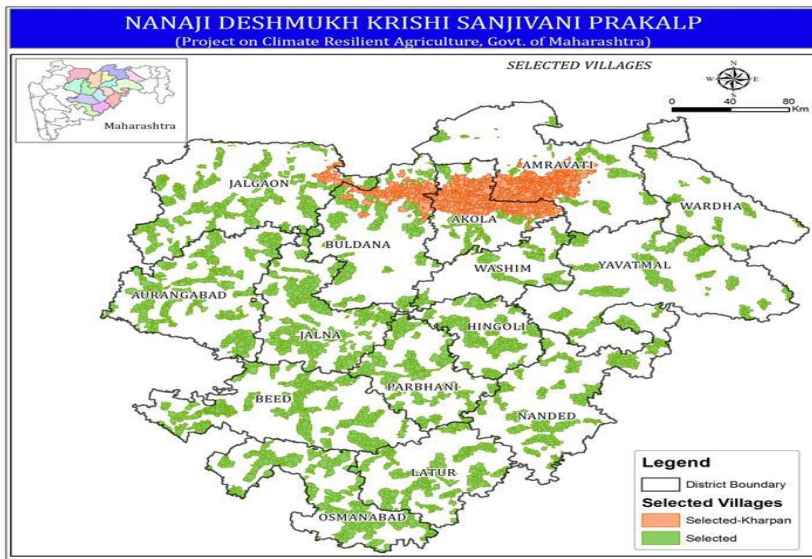 NANAJI DESHMUKH KRISHI SANJIVANI PRAKALP
(Project on Climate Resilient Agriculture, Govt. of Maharashtra)
SELECTED VILLAGES
N
W E
S
0 40 80
Km
Maharashtra
AMRAVATI
JALGAON
WARDHA
AKOLA
BULDANA
WASHIM
YAVATMAL
AURANGABAD
HINGOLI
JALNA
PARBHANI
BEED
NANDED
LATUR
OSMANABAD
Legend
District Boundary
Selected Villages
Selected-Kharpan
Selected